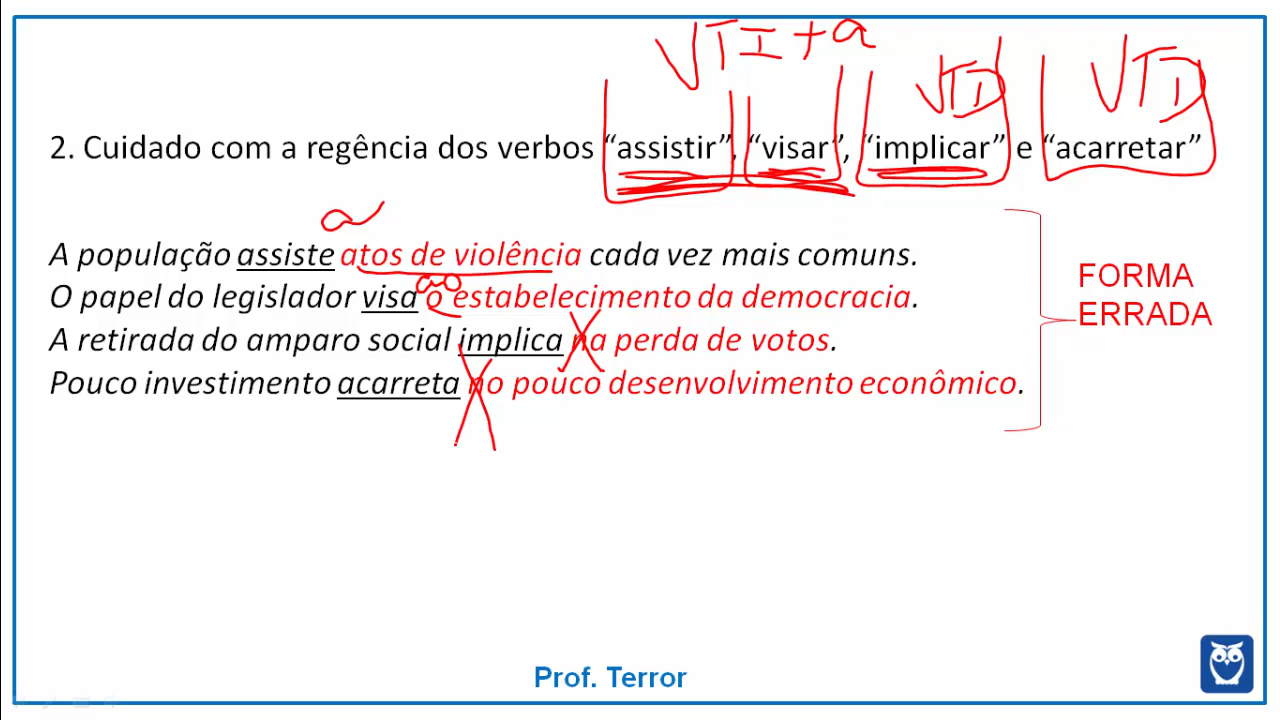 VTI + a
VTD
VTD
2. Cuidado com a regência dos verbos “assistir”, “visar”, “implicar” e “acarretar”
a
A população assiste atos de violência cada vez mais comuns.
ao
O papel do legislador visa o estabelecimento da democracia.
A retirada do amparo social implica na perda de votos.
Pouco investimento acarreta no pouco desenvolvimento econômico.
FORMA
ERRADA
Prof. Terror